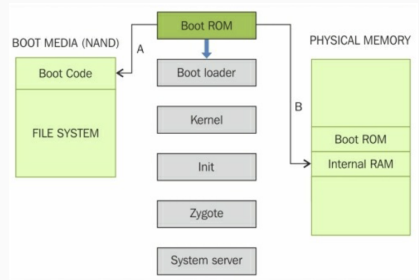 Boot ROM
BOOT MEDIA (NAND)
A
PHYSICAL MEMORY
Boot Code
Boot loader
B
Kernel
FILE SYSTEM
Boot ROM
Init
Internal RAM
Zygote
System server